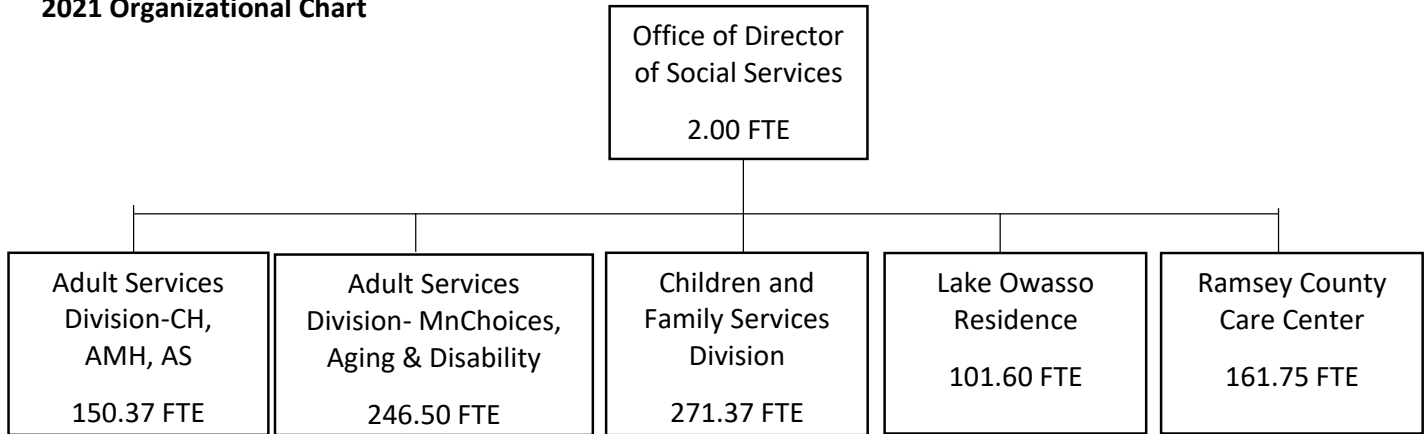 2021 Organizational Chart
Office of Director
of Social Services
2.00 FTE
Adult Services
Division-CH,
AMH, AS
150.37 FTE
Adult Services
Division- MnChoices,
Aging & Disability
246.50 FTE
Children and
Family Services
Division
271.37 FTE
Lake Owasso
Residence
101.60 FTE
Ramsey County
Care Center
161.75 FTE